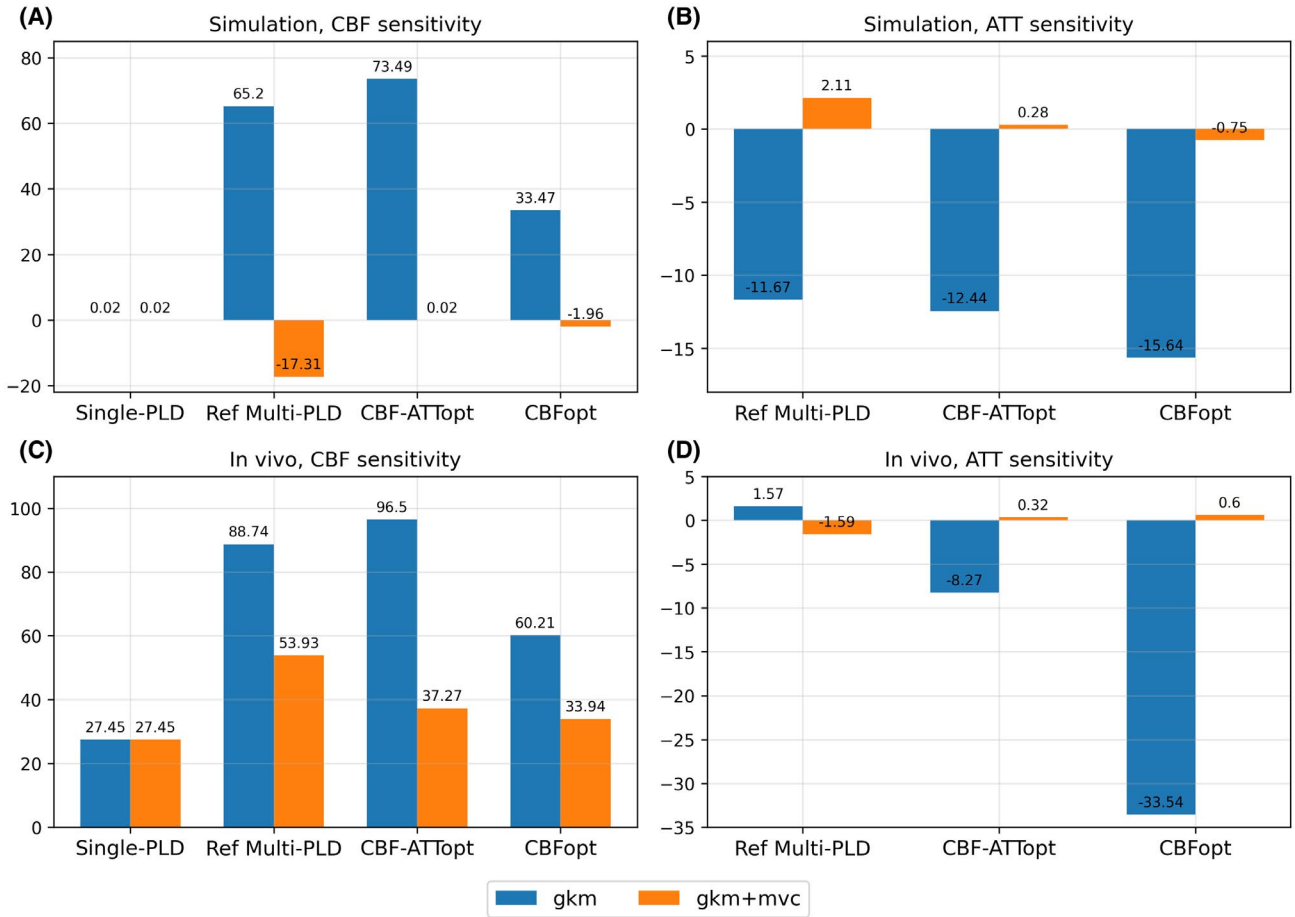 (A)
Simulation, CBF sensitivity
80
60
40
20
0
−20
0.02
0.02
65.2
-17.31
73.49
0.02
33.47
-1.96
Single-PLD
Ref Multi-PLD
CBF-ATTopt
CBFopt
(B)
Simulation, ATT sensitivity
5
0
−5
−10
−15
-11.67
2.11
-12.44
0.28
-15.64
-0.75
Ref Multi-PLD
CBF-ATTopt
CBFopt
(C)
In vivo, CBF sensitivity
100
80
60
40
20
0
27.45
27.45
88.74
53.93
96.5
37.27
60.21
33.94
Single-PLD
Ref Multi-PLD
CBF-ATTopt
CBFopt
(D)
In vivo, ATT sensitivity
5
0
−5
−10
−15
−20
−25
−30
−35
1.57
-1.59
-8.27
0.32
-33.54
0.6
Ref Multi-PLD
CBF-ATTopt
CBFopt
gkm
gkm+mvc